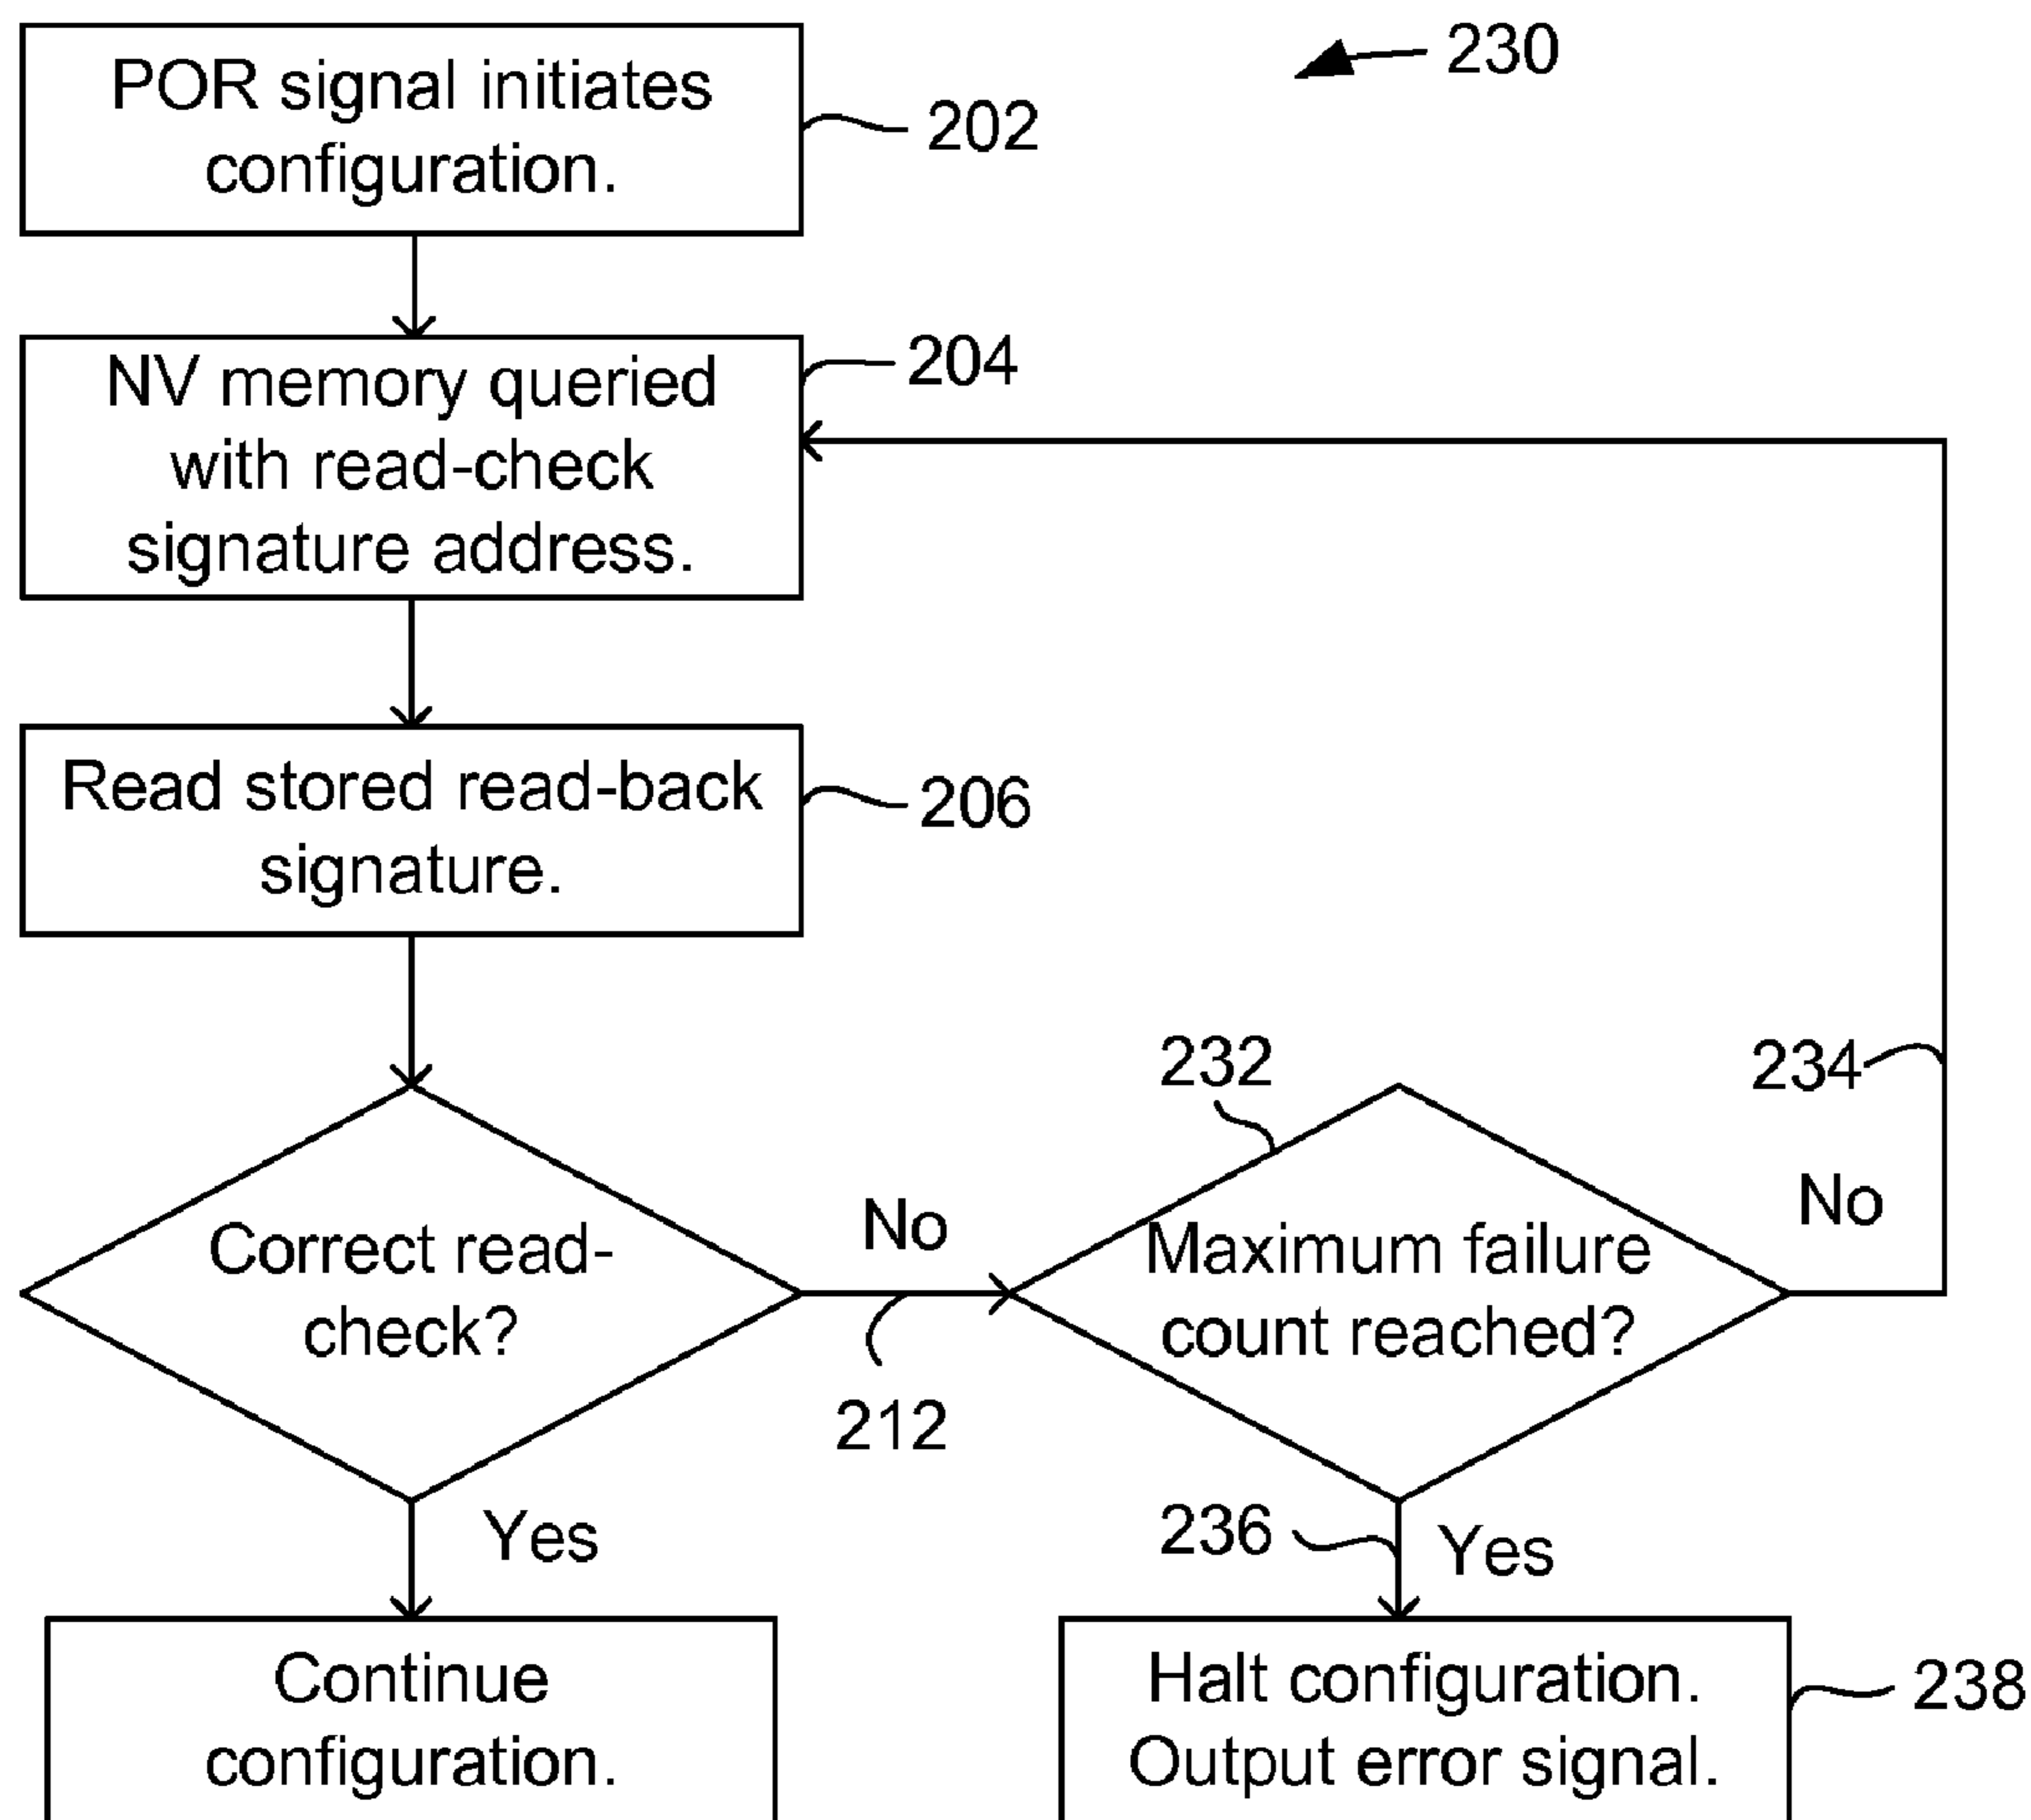 POR signal initiates
configuration.
202
230
NV memory queried
with read-check
signature address.
204
Read stored read-back
signature.
206
Correct read-
check?
No
212
232
Maximum failure
count reached?
234
No
Yes
236
Yes
Continue
configuration.
Halt configuration.
Output error signal.
238